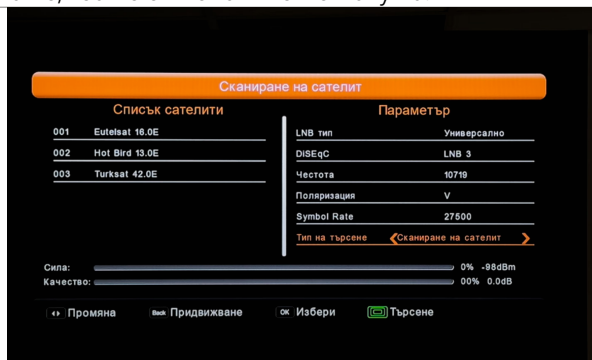 Сканиране на сателит
Списък сателити
001 Eutelsat 16.0E
002 Hot Bird 13.0E
003 Turksat 42.0E
Параметър
LNB тип Универсално
DiSEqC LNB 3
Честота 10719
Поляризация V
Symbol Rate 27500
Тип на търсене Сканиране на сателит
Сила: 0% -98dBm
Качество: 00% 0.0dB
Промяна Back Придвижване OK Избери Търсене